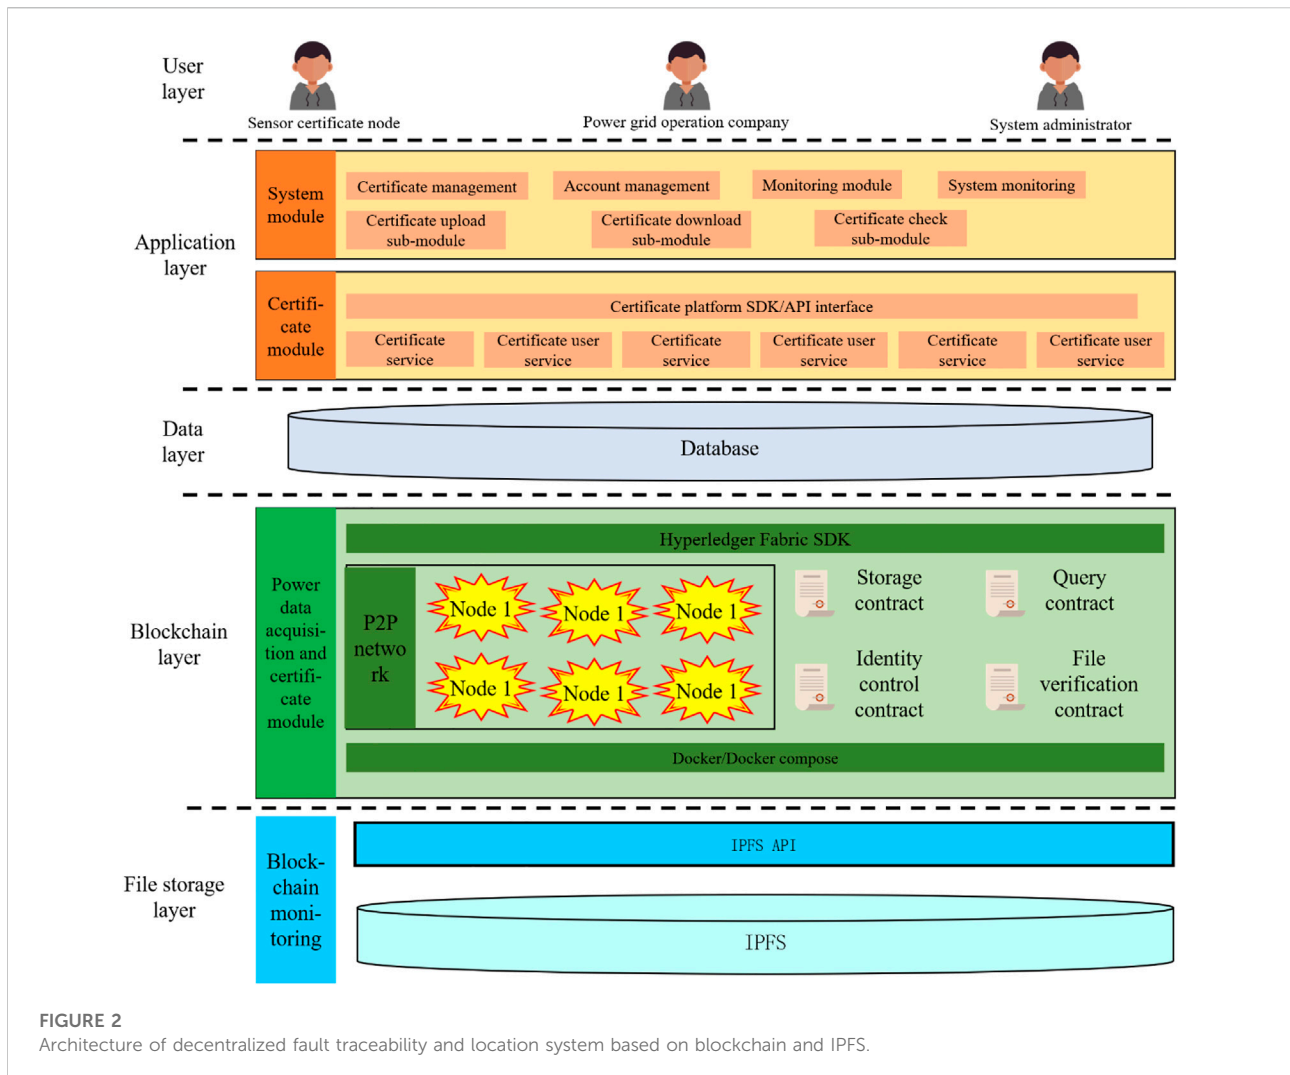 User
layer
Sensor certificate node
Power grid operation company
System administrator
Application
layer
System
module
Certificate management
Account management
Monitoring module
System monitoring
Certificate upload
sub-module
Certificate download
sub-module
Certificate check
sub-module
Certifi-
cate
module
Certificate platform SDK/API interface
Certificate
service
Certificate user
service
Certificate
service
Certificate user
service
Certificate
service
Certificate user
service
Data
layer
Database
Blockchain
layer
Power
data
acquisi-
tion and
certifi-
cate
module
Hyperledger Fabric SDK
P2P
netwo
rk
Node 1
Node 1
Node 1
Node 1
Node 1
Node 1
Storage
contract
Query
contract
Identity
control
contract
File
verification
contract
Docker/Docker compose
File storage
layer
Block-
chain
moni-
toring
IPFS API
IPFS
FIGURE 2
Architecture of decentralized fault traceability and location system based on blockchain and IPFS.